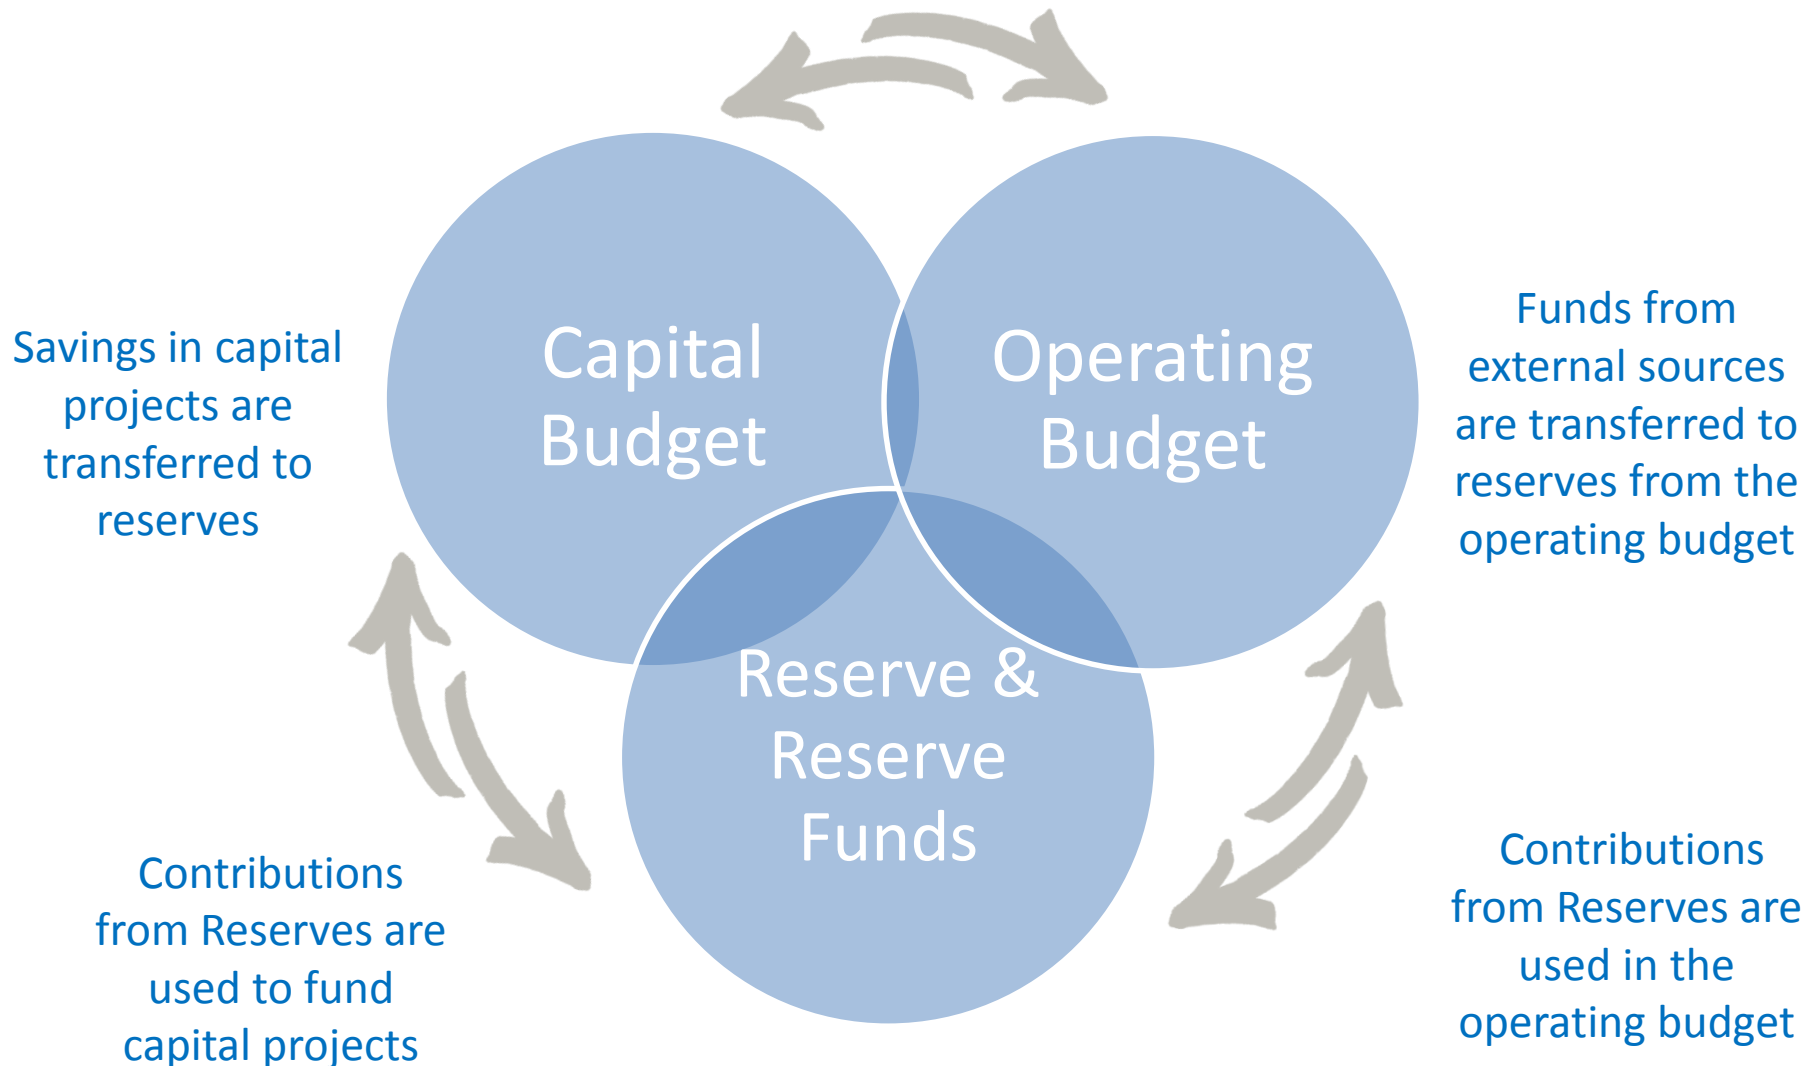 Capital
Budget
Operating
Budget
Reserve &
Reserve
Funds
Savings in capital
projects are
transferred to
reserves
Funds from
external sources
are transferred to
reserves from the
operating budget
Contributions
from Reserves are
used to fund
capital projects
Contributions
from Reserves are
used in the
operating budget